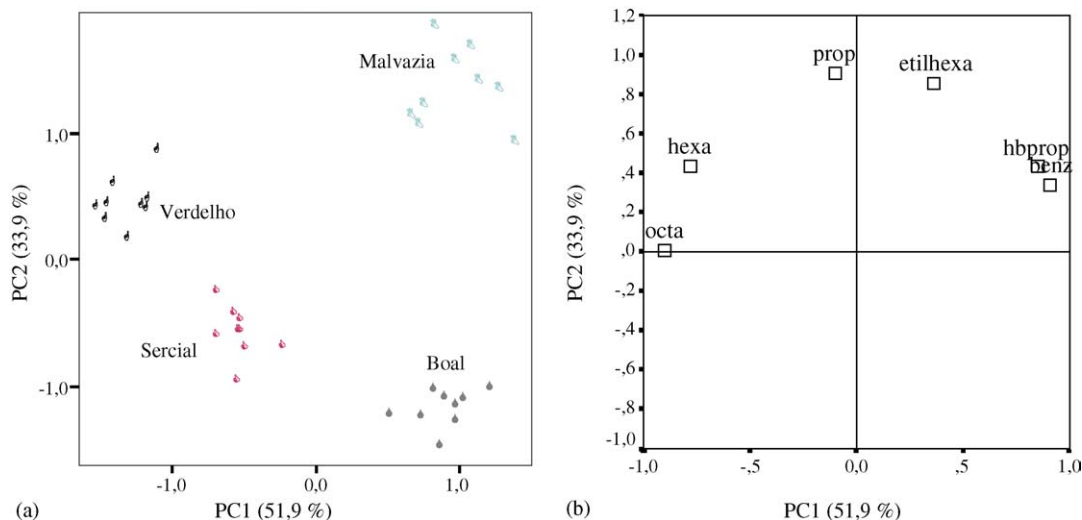 Malvazia
1,0
Verdelho
0,0
Sercial
Boal
-1,0
-1,0
0,0
1,0
PC2 (33,9 %)
(a)
PC1 (51,9 %)
1,2
1,0
,8
,6
,4
,2
,0
-,2
-,4
-,6
-,8
-1,0
prop
etilhexa
hexa
hbprop
benz
octa
-1,0
-,5
0,0
,5
1,0
PC2 (33,9 %)
(b)
PC1 (51,9 %)